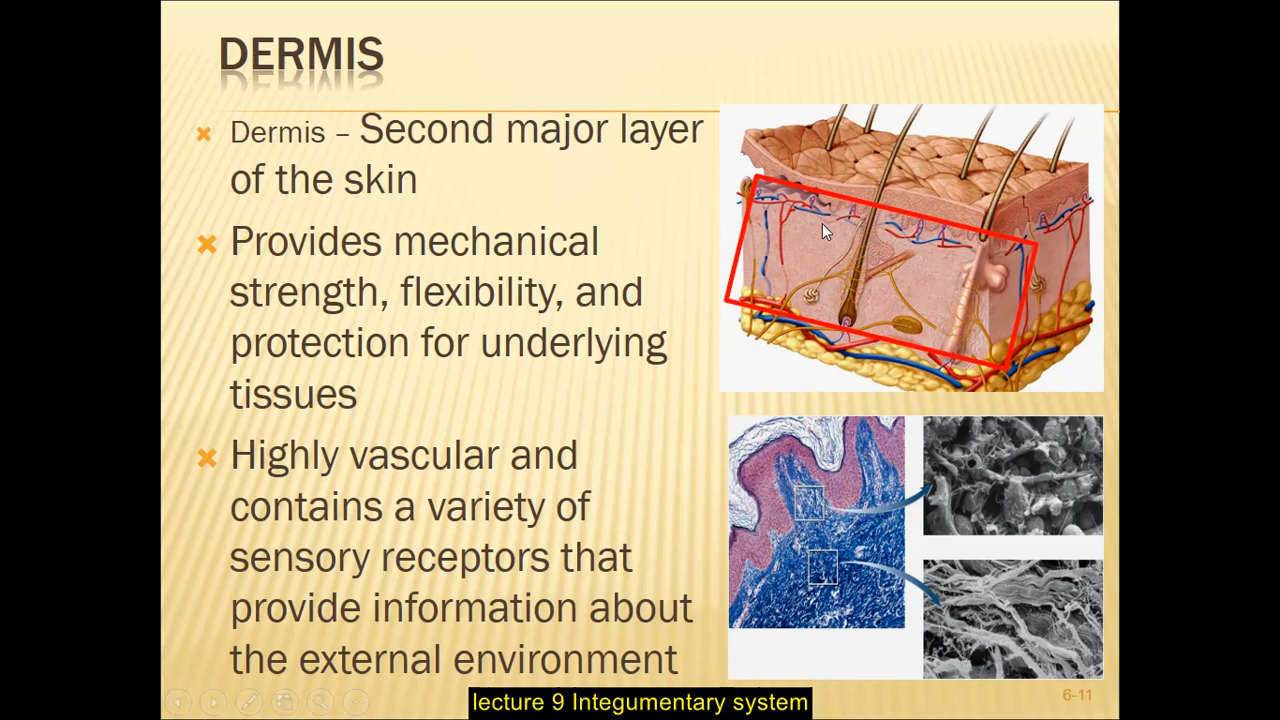 DERMIS
Dermis – Second major layer
of the skin
Provides mechanical
strength, flexibility, and
protection for underlying
tissues
Highly vascular and
contains a variety of
sensory receptors that
provide information about
the external environment
6-11
lecture 9 Integumentary system